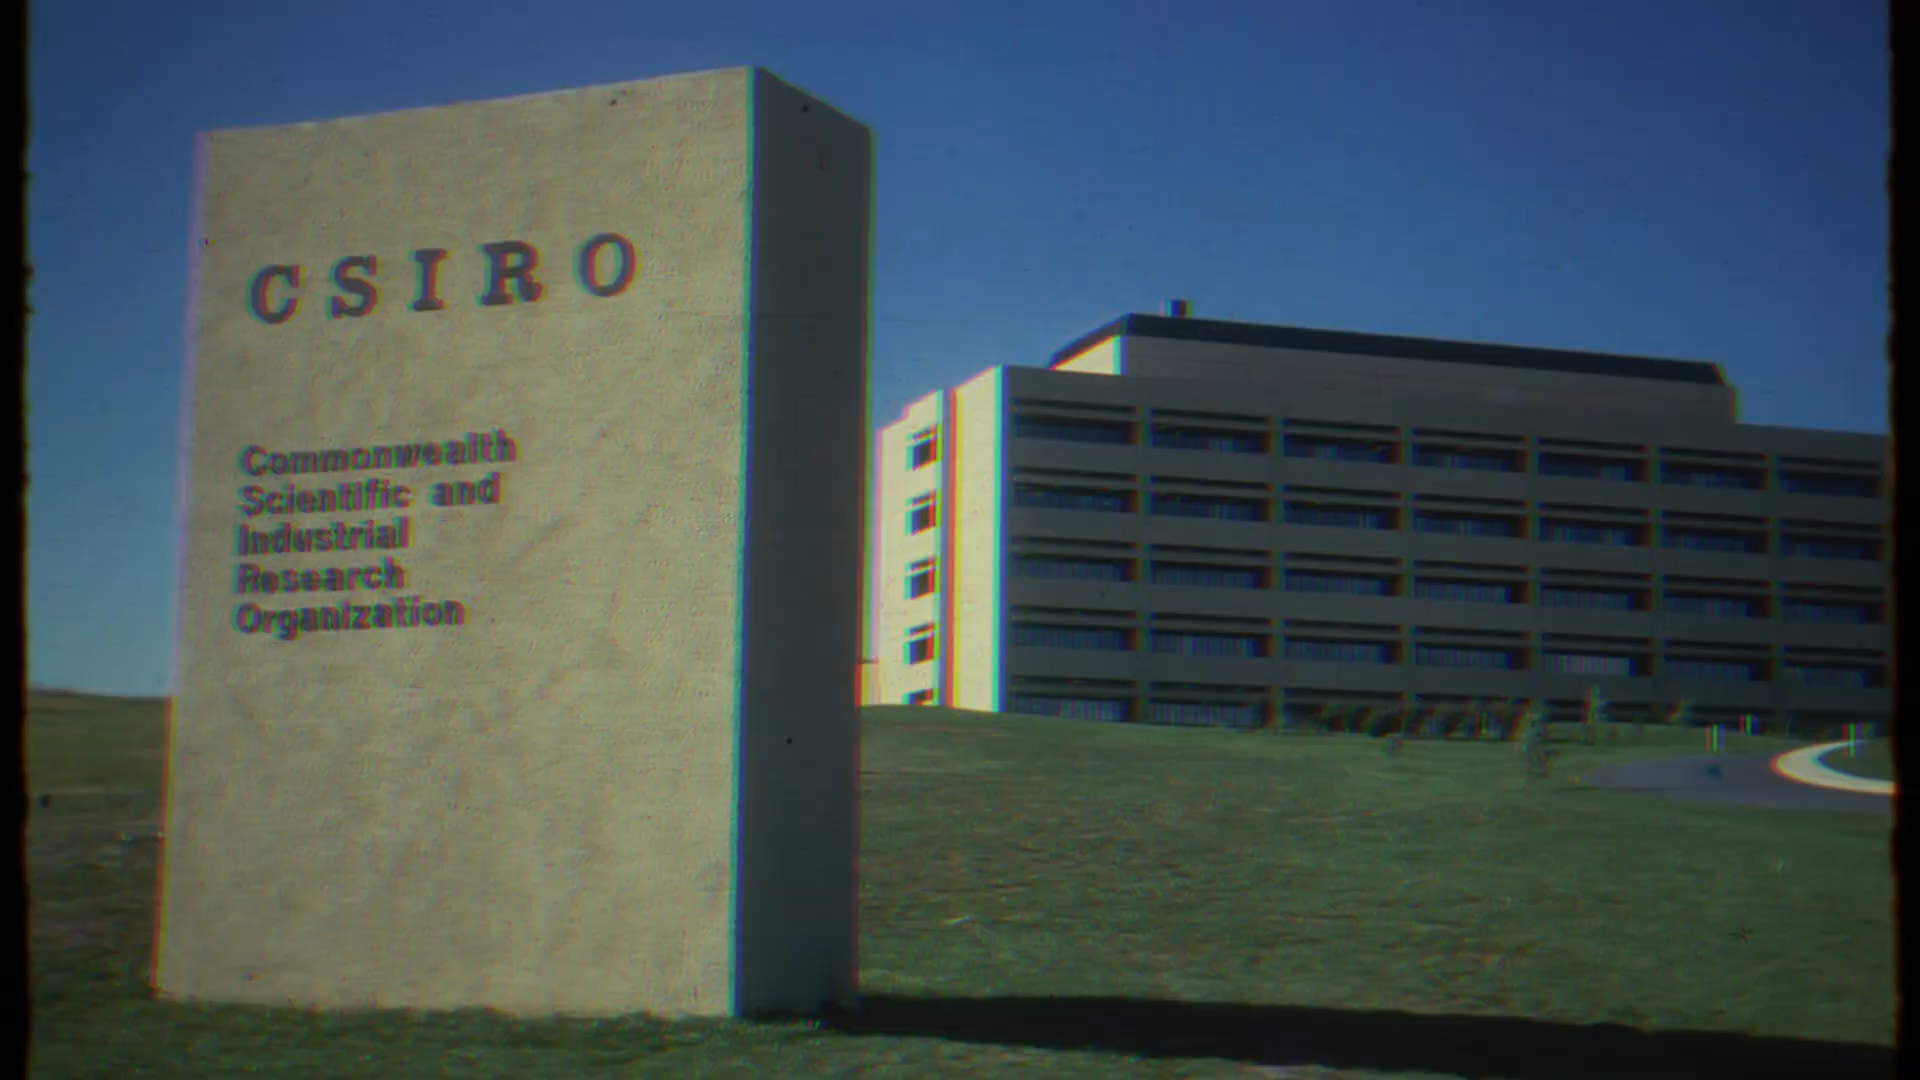 CSIRO
Commonwealth
Scientific and
Industrial
Research
Organization